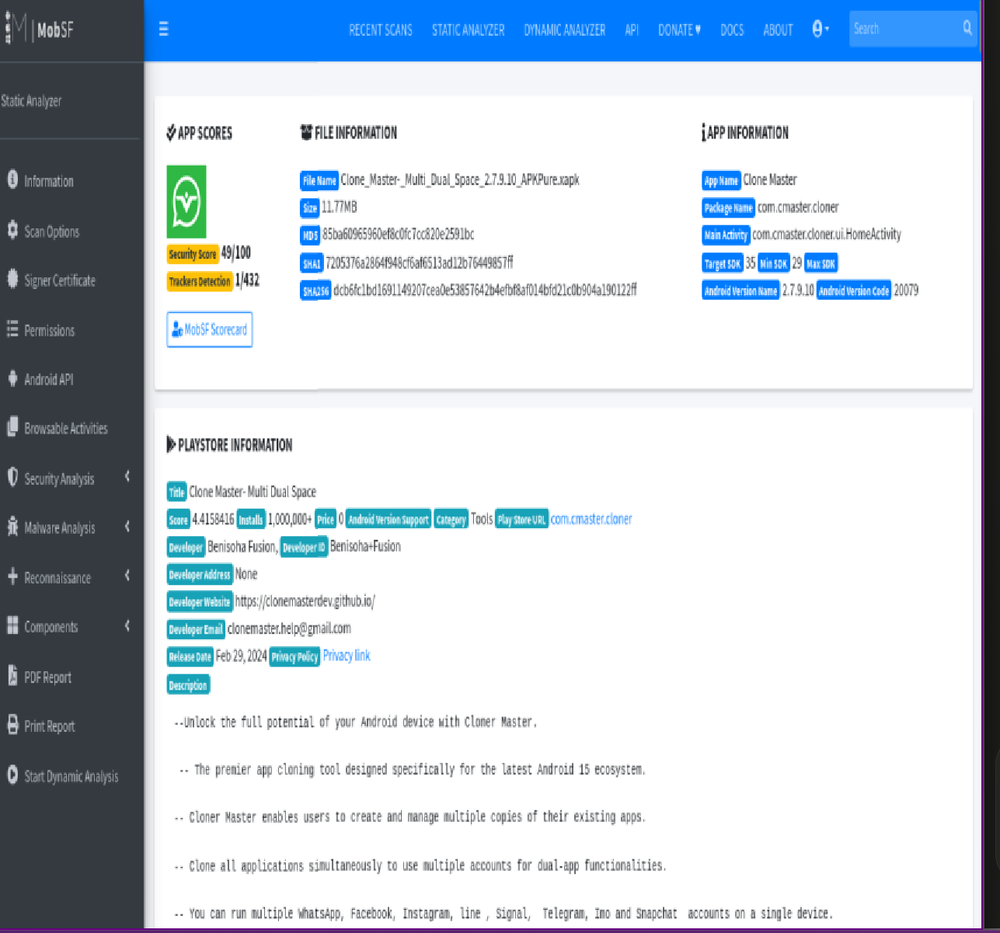 M | MobSF
RECENT SCANS STATIC ANALYZER DYNAMIC ANALYZER API DONATE ♥ DOCS ABOUT Search
Static Analyzer
Information
Scan Options
Signer Certificate
Permissions
Android API
Browsable Activities
Security Analysis
Malware Analysis
Reconnaissance
Components
PDF Report
Print Report
Start Dynamic Analysis
APP SCORES
Security Score 49/100
Trackers Detection 1/432
MobSF Scorecard
FILE INFORMATION
File Name Clone_Master-_Multi_Dual_Space_2.7.9.10_APKPure.xapk
Size 11.77MB
MD5 85ba60965960ef8c0fc7cc820e2591bc
SHA1 7205376a2864f948cf6af6513ad12b76449857ff
SHA256 dcb6fc1bd1691149207cea0e53857642b4efbf8af014bfd21c0b904a190122ff
APP INFORMATION
App Name Clone Master
Package Name com.cmaster.cloner
Main Activity com.cmaster.cloner.ui.HomeActivity
Target SDK 35 Min SDK 29 Max SDK
Android Version Name 2.7.9.10 Android Version Code 20079
PLAYSTORE INFORMATION
Title Clone Master- Multi Dual Space
Score 4.4158416 Installs 1,000,000+ Price 0 Android Version Support Category Tools Play Store URL com.cmaster.cloner
Developer Benisoha Fusion, Developer ID Benisoha+Fusion
Developer Address None
Developer Website https://clonemasterdev.github.io/
Developer Email clonemaster.help@gmail.com
Release Date Feb 29, 2024 Privacy Policy Privacy link
Description
--Unlock the full potential of your Android device with Cloner Master.
-- The premier app cloning tool designed specifically for the latest Android 15 ecosystem.
-- Cloner Master enables users to create and manage multiple copies of their existing apps.
-- Clone all applications simultaneously to use multiple accounts for dual-app functionalities.
-- You can run multiple WhatsApp, Facebook, Instagram, line , Signal, Telegram, Imo and Snapchat accounts on a single device.